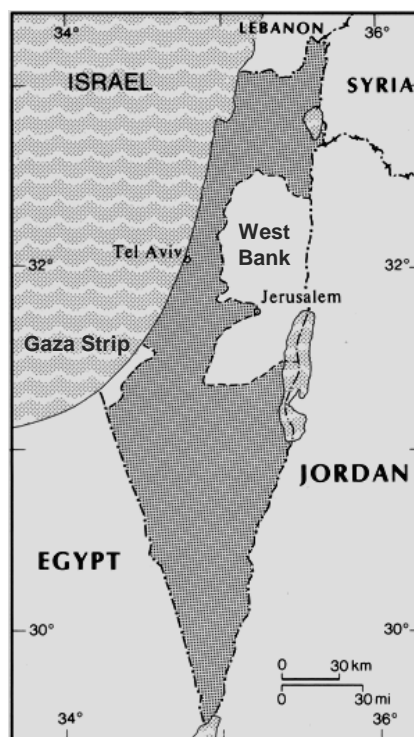 34°
36°
LEBANON
ISRAEL
SYRIA
West
Bank
Tel Aviv
32°
32°
Jerusalem
Gaza Strip
JORDAN
EGYPT
30°
30°
0 30 km
0 30 mi
34°
36°